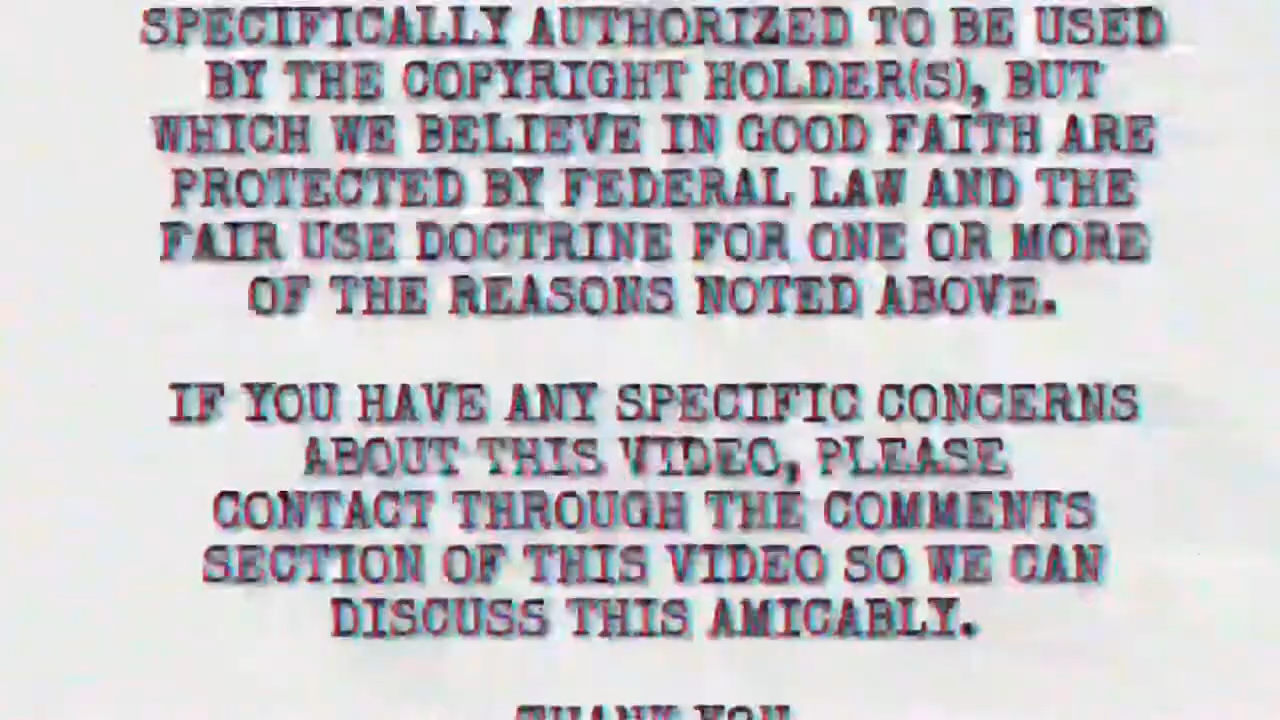 SPECIFICALLY AUTHORIZED TO BE USED
BY THE COPYRIGHT HOLDER(S), BUT
WHICH WE BELIEVE IN GOOD FAITH ARE
PROTECTED BY FEDERAL LAW AND THE
FAIR USE DOCTRINE FOR ONE OR MORE
OF THE REASONS NOTED ABOVE.
IF YOU HAVE ANY SPECIFIC CONCERNS
ABOUT THIS VIDEO, PLEASE
CONTACT THROUGH THE COMMENTS
SECTION OF THIS VIDEO SO WE CAN
DISCUSS THIS AMICABLY.
THANK YOU